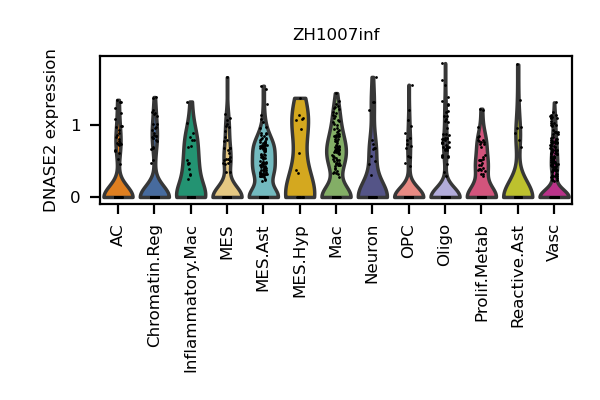 ZH1007inf
DNASE2 expression
1
0
AC
Chromatin.Reg
Inflammatory.Mac
MES
MES.Ast
MES.Hyp
Mac
Neuron
OPC
Oligo
Prolif.Metab
Reactive.Ast
Vasc